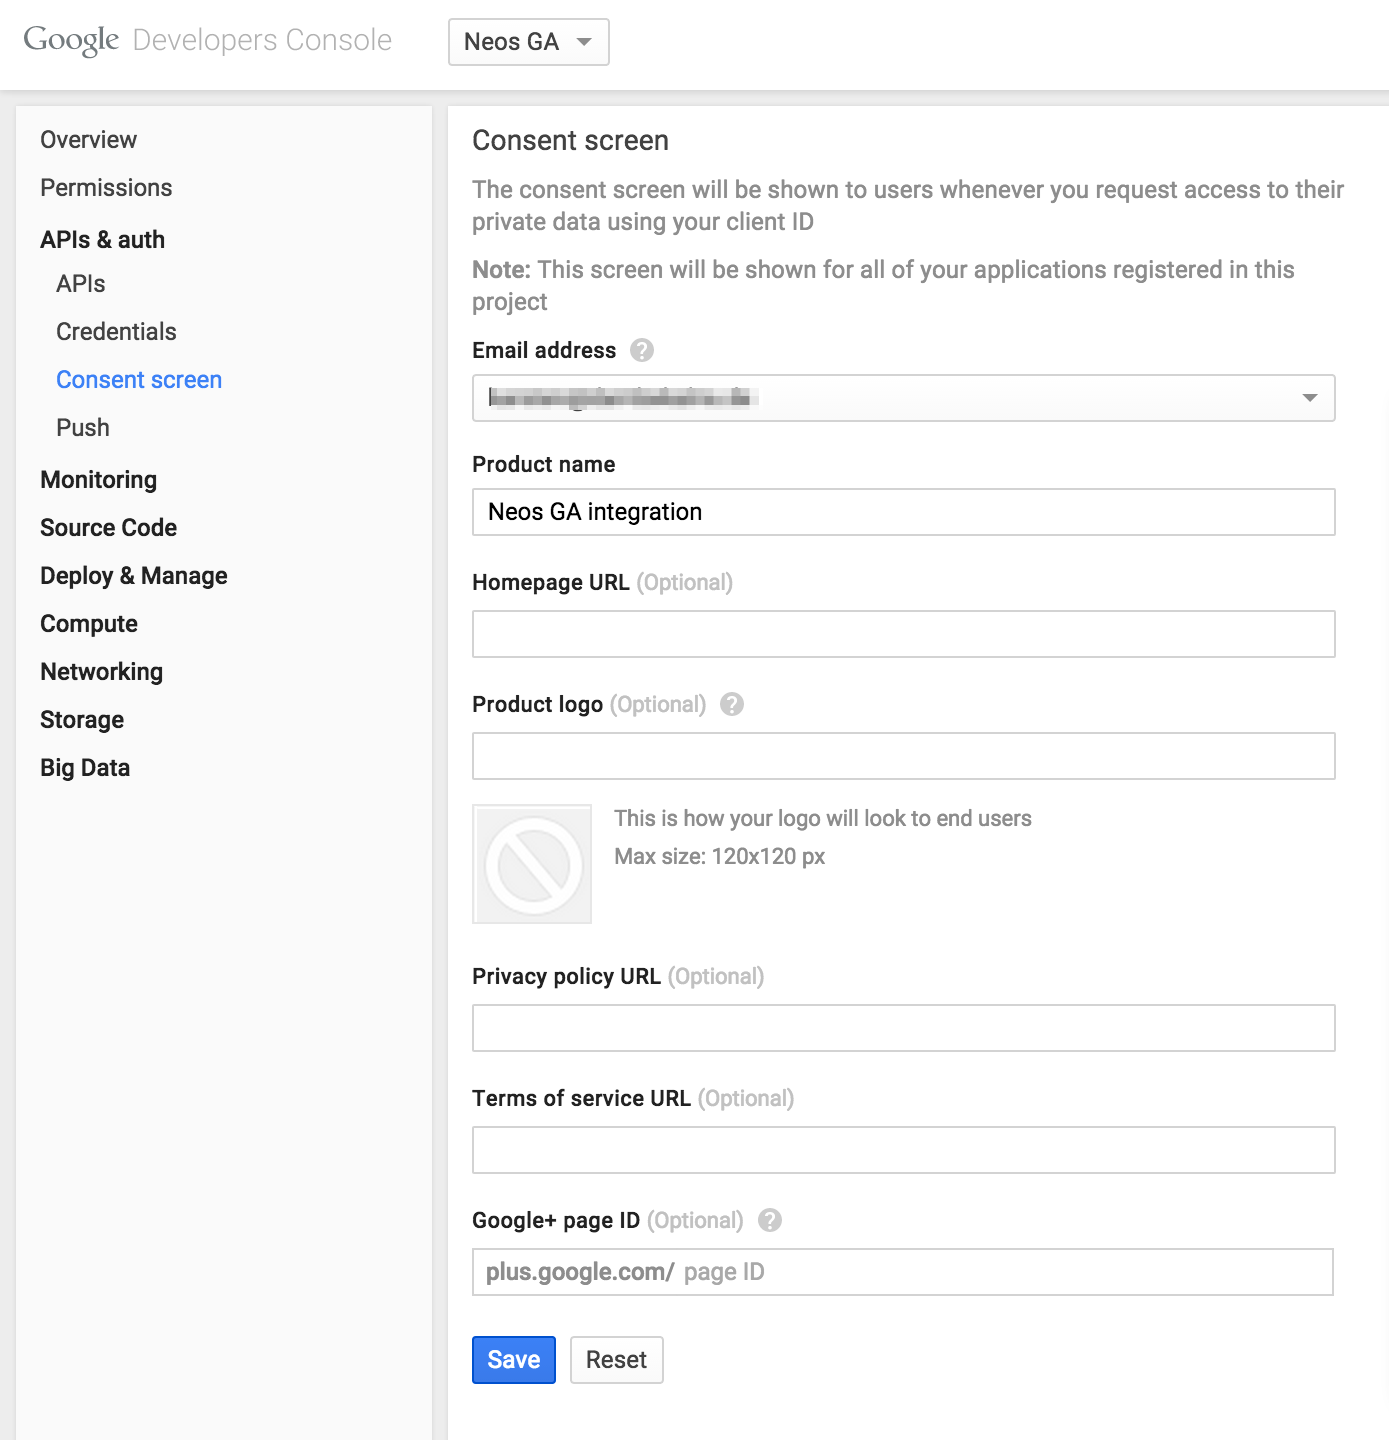 Google Developers Console
Neos GA
Overview
Permissions
APIs & auth
APIs
Credentials
Consent screen
Push
Monitoring
Source Code
Deploy & Manage
Compute
Networking
Storage
Big Data
Consent screen
The consent screen will be shown to users whenever you request access to their
private data using your client ID
Note: This screen will be shown for all of your applications registered in this
project
Email address ?
Product name
Neos GA integration
Homepage URL (Optional)
Product logo (Optional) ?
This is how your logo will look to end users
Max size: 120x120 px
Privacy policy URL (Optional)
Terms of service URL (Optional)
Google+ page ID (Optional) ?
plus.google.com/ page ID
Save
Reset